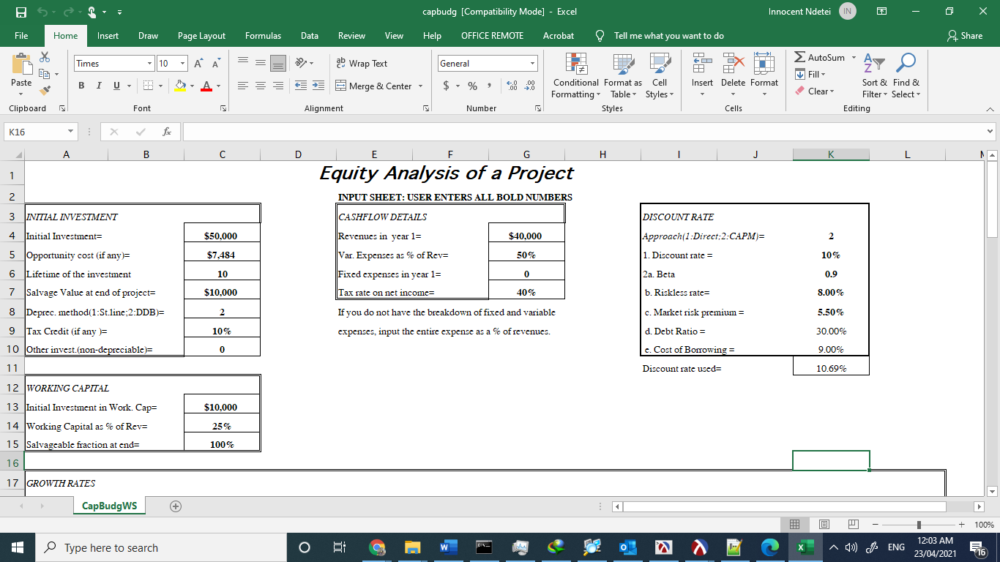 capbudg [Compatibility Mode] - Excel
Innocent Ndetei IN
File Home Insert Draw Page Layout Formulas Data Review View Help OFFICE REMOTE Acrobat Tell me what you want to do Share
Paste
Clipboard
Times 10 A A
B I U A
Font
ab Wrap Text
Merge & Center
Alignment
General
$ % ,
Number
Conditional Formatting
Format as Table
Cell Styles
Styles
Insert Delete Format
Cells
AutoSum
Fill
Clear
Sort & Filter
Find & Select
Editing
K16 fx
A B C D E F G H I J K L
1 Equity Analysis of a Project
2 INPUT SHEET: USER ENTERS ALL BOLD NUMBERS
3 INITIAL INVESTMENT CASHFLOW DETAILS DISCOUNT RATE
4 Initial Investment= $50,000 Revenues in year 1= $40,000 Approach(1:Direct;2:CAPM)= 2
5 Opportunity cost (if any)= $7,484 Var. Expenses as % of Rev= 50% 1. Discount rate = 10%
6 Lifetime of the investment 10 Fixed expenses in year 1= 0 2a. Beta 0.9
7 Salvage Value at end of project= $10,000 Tax rate on net income= 40% b. Riskless rate= 8.00%
8 Deprec. method(1:St.line;2:DDB)= 2 If you do not have the breakdown of fixed and variable c. Market risk premium = 5.50%
9 Tax Credit (if any )= 10% expenses, input the entire expense as a % of revenues. d. Debt Ratio = 30.00%
10 Other invest.(non-depreciable)= 0 e. Cost of Borrowing = 9.00%
11 Discount rate used= 10.69%
12 WORKING CAPITAL
13 Initial Investment in Work. Cap= $10,000
14 Working Capital as % of Rev= 25%
15 Salvageable fraction at end= 100%
16
17 GROWTH RATES
CapBudgWS
100%
Type here to search
ENG
12:03 AM
23/04/2021
16